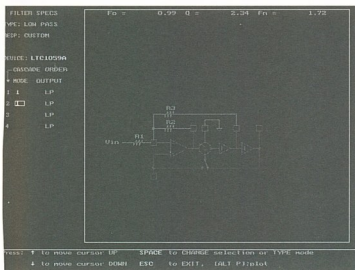 FILTER SPECS
TYPE: LOW PASS
RESP: CUSTOM
DEVICE: LTC1059A
CASCADE ORDER
# MODE OUTPUT
1 1 LP
2 1 LP
3 LP
4 LP
Fo = 0.99 Q = 2.34 Fn = 1.72
R3
R2
R1
Vin
Press: ↑ to move cursor UP SPACE to CHANGE selection or TYPE mode
↓ to move cursor DOWN ESC to EXIT, (ALT P):plot